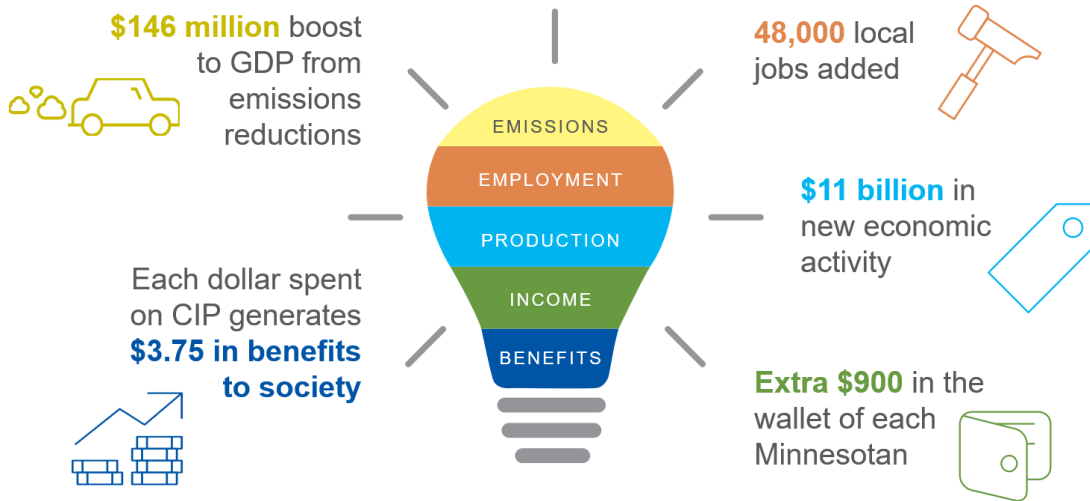 $146 million boost
to GDP from
emissions
reductions
48,000 local
jobs added
EMISSIONS
EMPLOYMENT
PRODUCTION
INCOME
BENEFITS
$11 billion in
new economic
activity
Each dollar spent
on CIP generates
$3.75 in benefits
to society
Extra $900 in the
wallet of each
Minnesotan